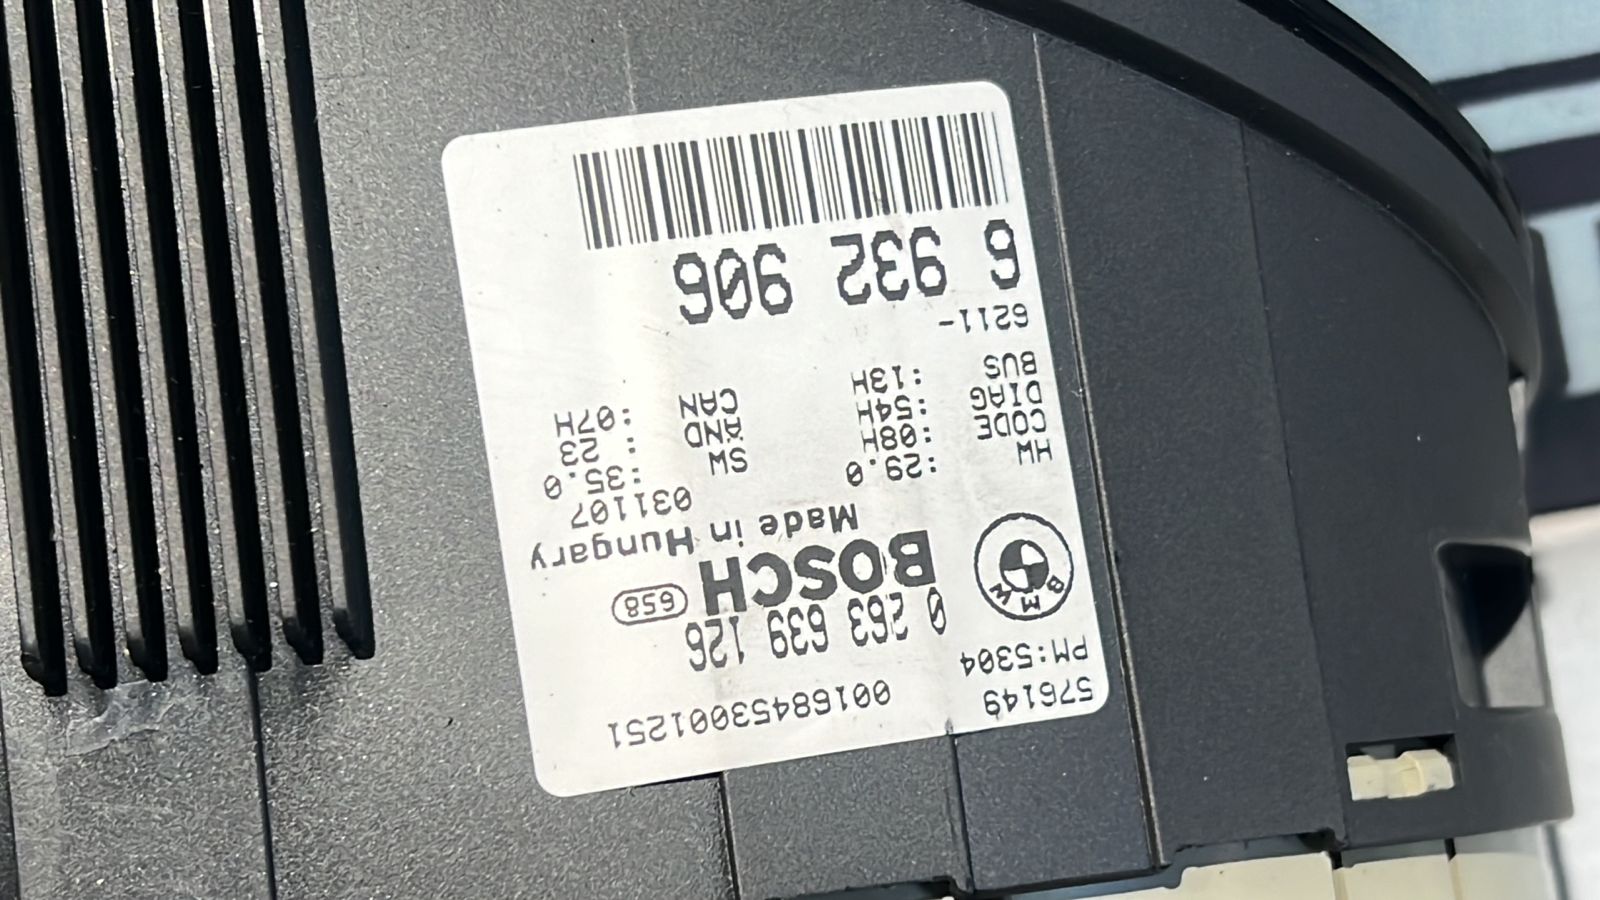 576149 00168453001251
PM:5304
0 263 639 126
BMW BOSCH 658
Made in Hungary
031107
HW :29.0 SW :35.0
CODE :08H ÄND : 23
DIAG :54H CAN :07H
BUS :13H
6211-
6 932 906